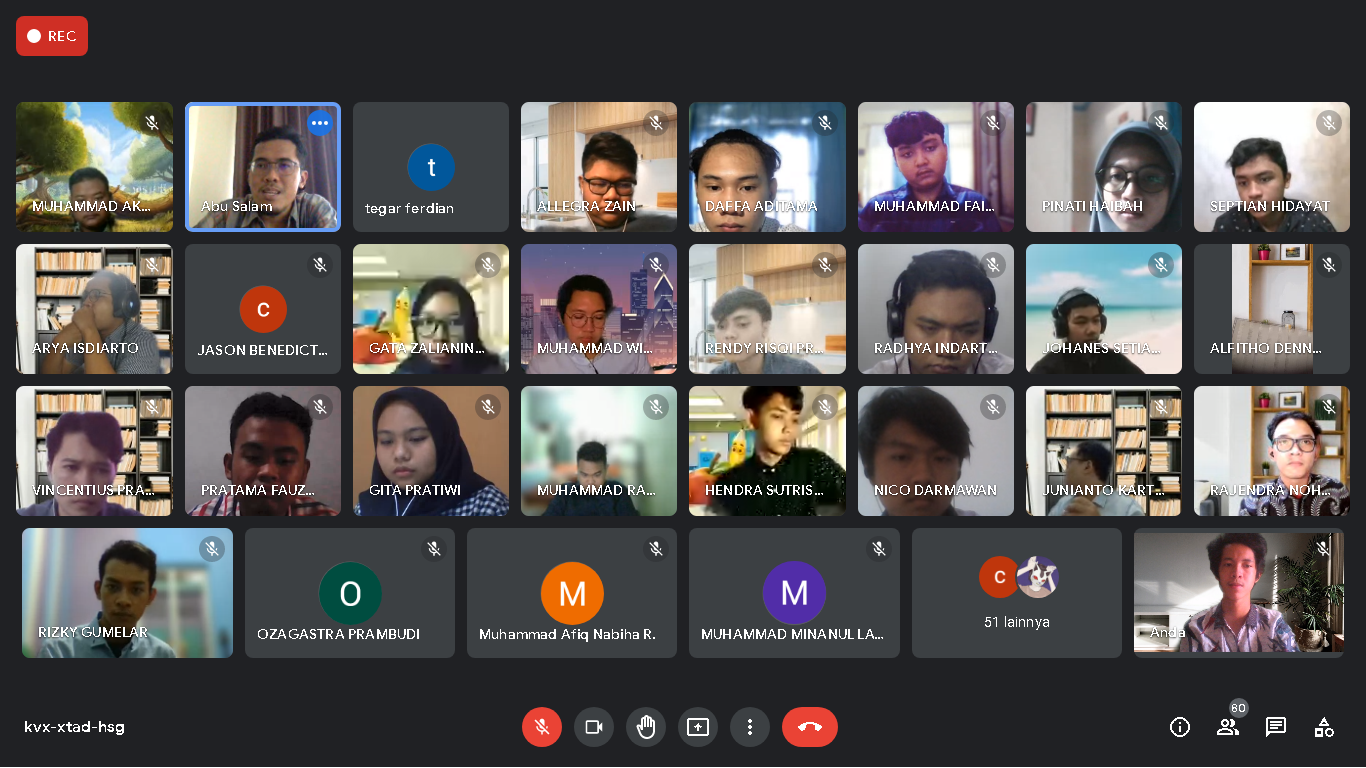 REC
MUHAMMAD AK...
Abu Salam
t
tegar ferdian
ALLEGRA ZAIN
DAFFA ADITAMA
MUHAMMAD FAI...
PINATI HAIBAH
SEPTIAN HIDAYAT
ARYA ISDIARTO
C
JASON BENEDICT...
GATA ZALIANIN...
MUHAMMAD WI...
RENDY RISQI PR...
RADHYA INDART...
JOHANES SETIA...
ALFITHO DENN...
VINCENTIUS PRA...
PRATAMA FAUZ...
GITA PRATIWI
MUHAMMAD RA...
HENDRA SUTRIS...
NICO DARMAWAN
JUNIANTO KART...
RAJENDRA NOH...
RIZKY GUMELAR
O
OZAGASTRA PRAMBUDI
M
Muhammad Afiq Nabiha R.
M
MUHAMMAD MINANUL LA...
C
51 lainnya
Anda
kvx-xtad-hsg
60